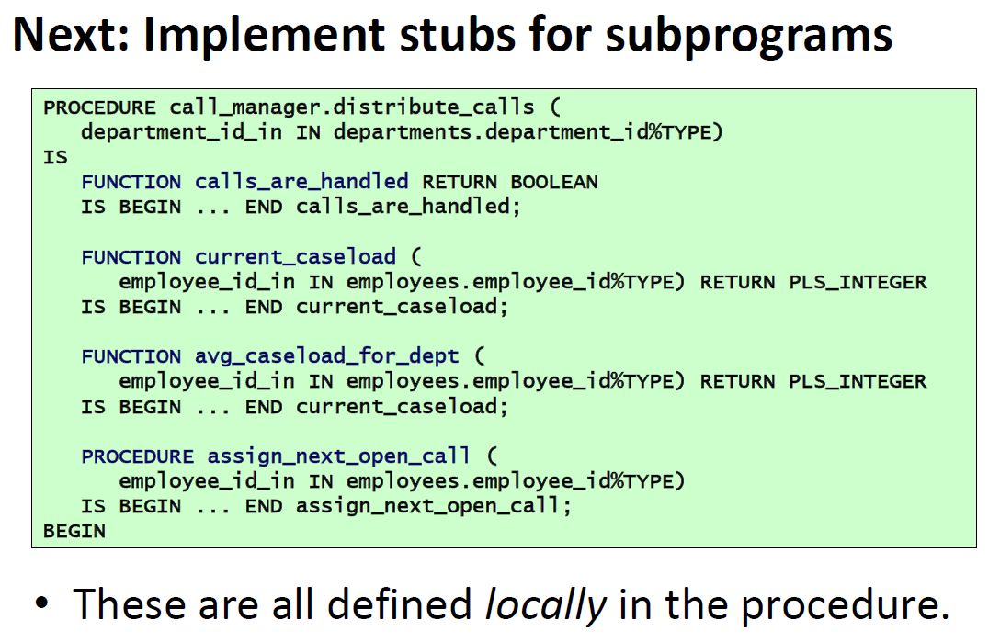 Next: Implement stubs for subprograms
PROCEDURE call_manager.distribute_calls (
department_id_in IN departments.department_id%TYPE)
IS
FUNCTION calls_are_handled RETURN BOOLEAN
IS BEGIN ... END calls_are_handled;
FUNCTION current_caseload (
employee_id_in IN employees.employee_id%TYPE) RETURN PLS_INTEGER
IS BEGIN ... END current_caseload;
FUNCTION avg_caseload_for_dept (
employee_id_in IN employees.employee_id%TYPE) RETURN PLS_INTEGER
IS BEGIN ... END current_caseload;
PROCEDURE assign_next_open_call (
employee_id_in IN employees.employee_id%TYPE)
IS BEGIN ... END assign_next_open_call;
BEGIN
• These are all defined locally in the procedure.